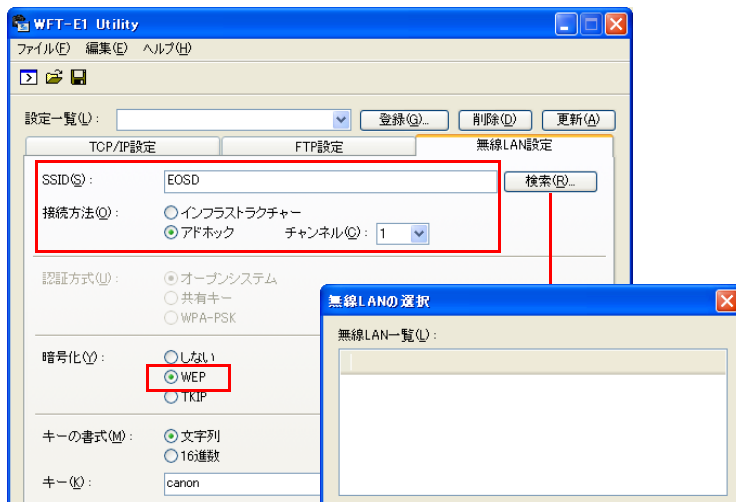 WFT-E1 Utility
ファイル(F) 編集(E) ヘルプ(H)
設定一覧(L): 登録(G)... 削除(D) 更新(A)
TCP/IP設定 FTP設定 無線LAN設定
SSID(S): EOSD 検索(R)...
接続方法(O): インフラストラクチャー
アドホック チャンネル(C): 1
認証方式(U): オープンシステム
共有キー
WPA-PSK
暗号化(Y): しない
WEP
TKIP
キーの書式(M): 文字列
16進数
キー(K): canon
無線LANの選択
無線LAN一覧(L):